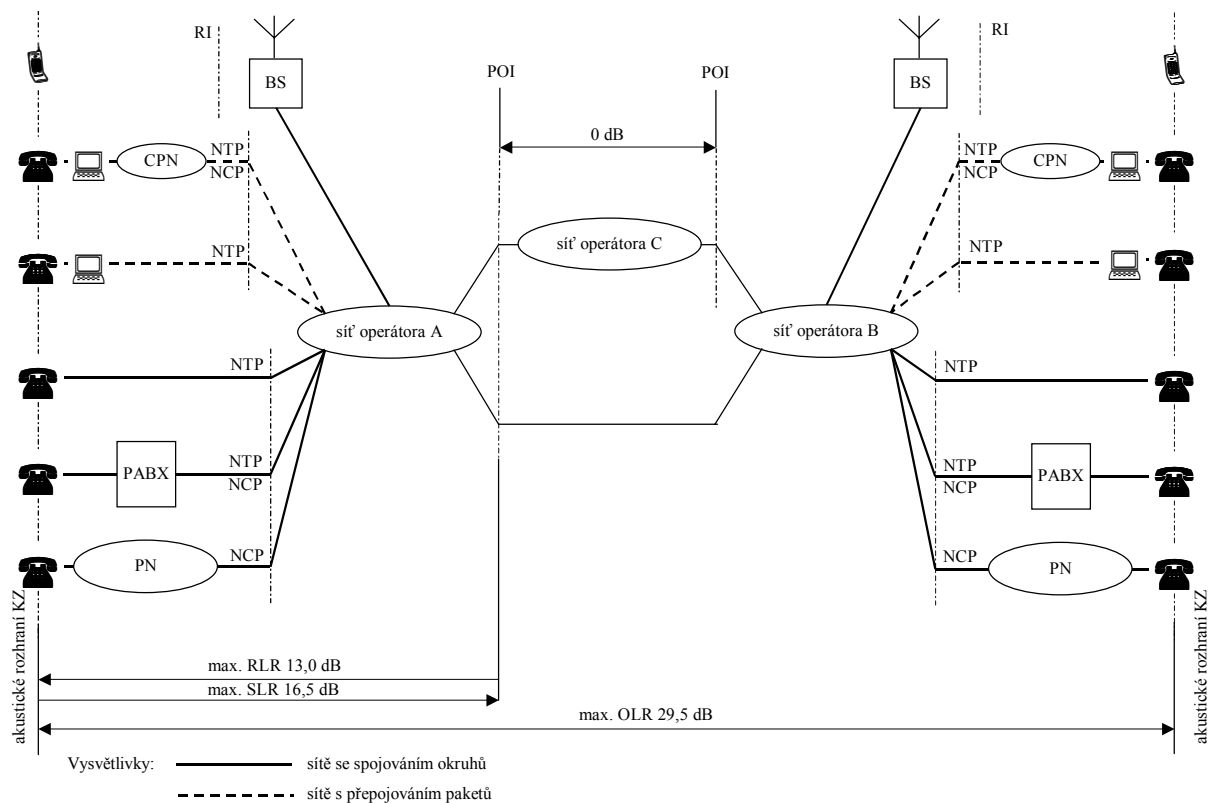 RI
RI
BS
BS
POI
POI
0 dB
CPN
NTP
NCP
NTP
NCP
CPN
NTP
síť operátora C
NTP
síť operátora A
síť operátora B
NTP
NTP
PABX
NTP
NCP
NTP
NCP
PABX
PN
NCP
NCP
PN
akustické rozhraní KZ
akustické rozhraní KZ
max. RLR 13,0 dB
max. SLR 16,5 dB
max. OLR 29,5 dB
Vysvětlivky:
sítě se spojováním okruhů
sítě s přepojováním paketů